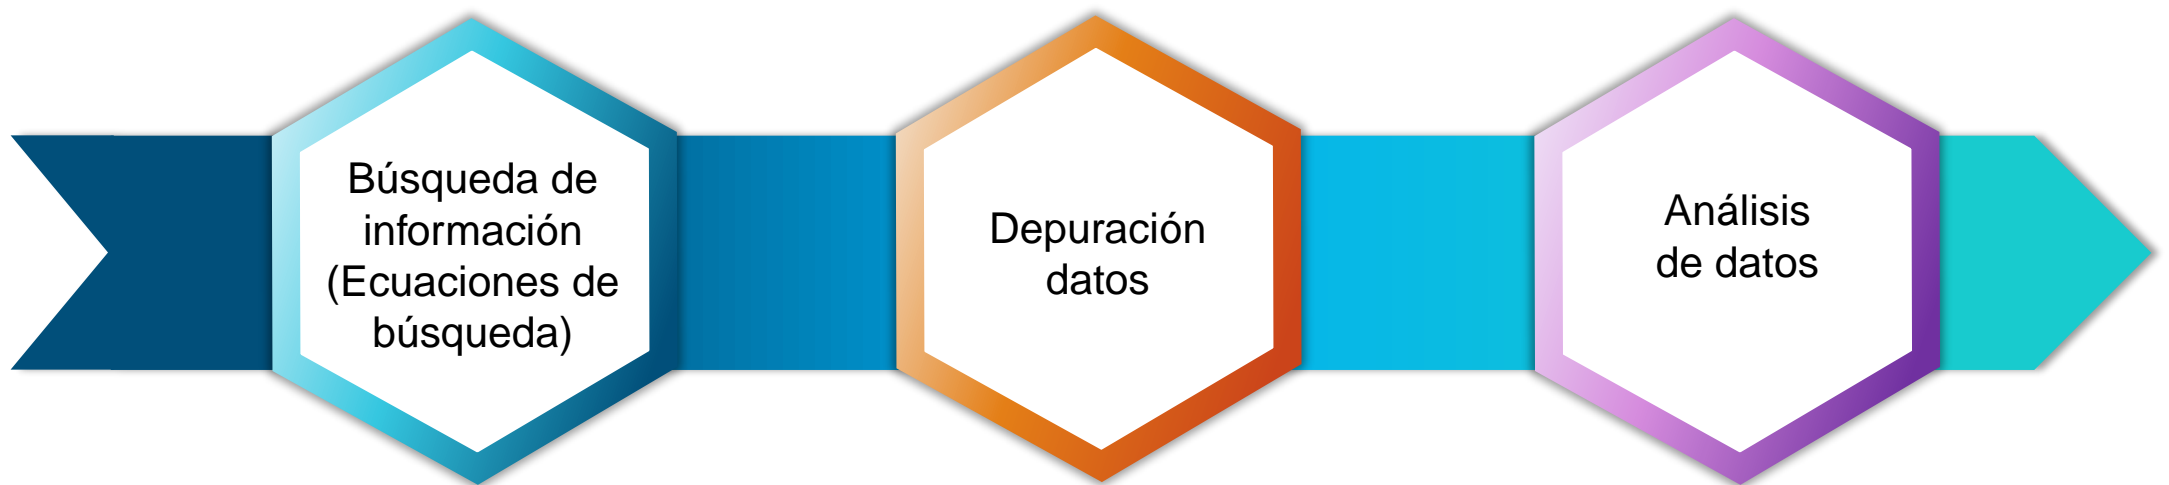 Búsqueda de
información
(Ecuaciones de
búsqueda)
Depuración
datos
Análisis
de datos